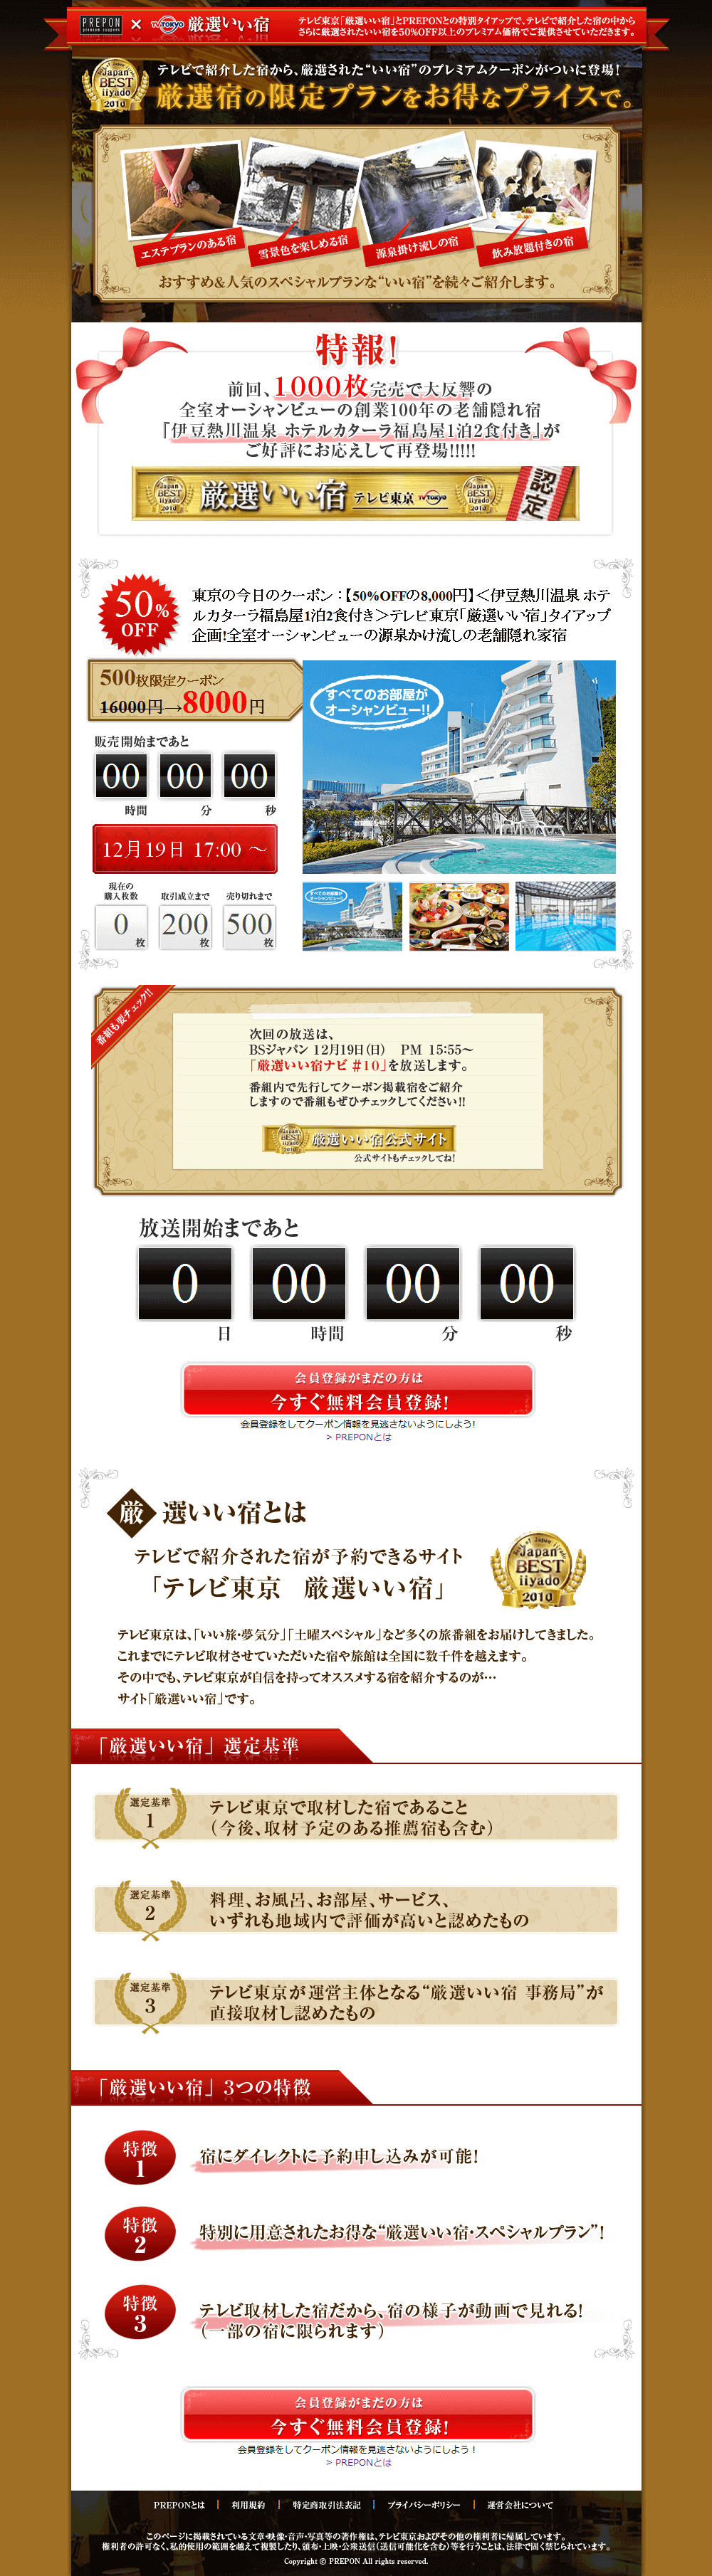 PREPON
premium coupon
×
TV TOKYO
厳選いい宿
テレビ東京「厳選いい宿」とPREPONとの特別タイアップで、テレビで紹介した宿の中から
さらに厳選されたいい宿を50%OFF以上のプレミアム価格でご提供させていただきます。
Japan
BEST
iiyado
2010
テレビで紹介した宿から、厳選された“いい宿”のプレミアムクーポンがついに登場!
厳選宿の限定プランをお得なプライスで。
エステプランのある宿
雪景色を楽しめる宿
源泉掛け流しの宿
飲み放題付きの宿
おすすめ&人気のスペシャルプランな“いい宿”を続々ご紹介します。
特報!
前回、1000枚完売で大反響の
全室オーシャンビューの創業100年の老舗隠れ宿
『伊豆熱川温泉 ホテルカターラ福島屋1泊2食付き』が
ご好評にお応えして再登場!!!!!
Japan
BEST
iiyado
2010
厳選いい宿 テレビ東京 TV TOKYO
Japan
BEST
iiyado
2010
認定
50%
OFF
東京の今日のクーポン:【50%OFFの8,000円】<伊豆熱川温泉 ホテ
ルカターラ福島屋1泊2食付き>テレビ東京「厳選いい宿」タイアップ
企画!全室オーシャンビューの源泉かけ流しの老舗隠れ家宿
500枚限定クーポン
16000円→8000円
すべてのお部屋が
オーシャンビュー!!
販売開始まであと
00 00 00
時間 分 秒
12月19日 17:00 ~
現在の
購入枚数 取引成立まで 売り切れまで
0枚 200枚 500枚
すべてのお部屋が
オーシャンビュー!!
番組も要チェック!!
次回の放送は、
BSジャパン 12月19日(日) PM 15:55~
「厳選いい宿ナビ #10」を放送します。
番組内で先行してクーポン掲載宿をご紹介
しますので番組もぜひチェックしてください!!
Japan
BEST
2010
厳選いい宿公式サイト
公式サイトもチェックしてね!
放送開始まであと
0 00 00 00
日 時間 分 秒
会員登録がまだの方は
今すぐ無料会員登録!
会員登録をしてクーポン情報を見逃さないようにしよう!
> PREPONとは
厳選いい宿とは
テレビで紹介された宿が予約できるサイト
「テレビ東京 厳選いい宿」
Japan
BEST
iiyado
2010
テレビ東京は、「いい旅・夢気分」「土曜スペシャル」など多くの旅番組をお届けしてきました。
これまでにテレビ取材させていただいた宿や旅館は全国に数千件を越えます。
その中でも、テレビ東京が自信を持ってオススメする宿を紹介するのが…
サイト「厳選いい宿」です。
「厳選いい宿」選定基準
選定基準
1
テレビ東京で取材した宿であること
(今後、取材予定のある推薦宿も含む)
選定基準
2
料理、お風呂、お部屋、サービス、
いずれも地域内で評価が高いと認めたもの
選定基準
3
テレビ東京が運営主体となる“厳選いい宿 事務局”が
直接取材し認めたもの
「厳選いい宿」3つの特徴
特徴
1
宿にダイレクトに予約申し込みが可能!
特徴
2
特別に用意されたお得な“厳選いい宿・スペシャルプラン”!
特徴
3
テレビ取材した宿だから、宿の様子が動画で見れる!
(一部の宿に限られます)
会員登録がまだの方は
今すぐ無料会員登録!
会員登録をしてクーポン情報を見逃さないようにしよう!
> PREPONとは
PREPONとは | 利用規約 | 特定商取引法表記 | プライバシーポリシー | 運営会社について
このページに掲載されている文章・映像・音声・写真等の著作権は、テレビ東京およびその他の権利者に帰属しています。
権利者の許可なく、私的使用の範囲を越えて複製したり、頒布・上映・公衆送信(送信可能化を含む)等を行うことは、法律で固く禁じられています。
Copyright © PREPON All rights reserved.